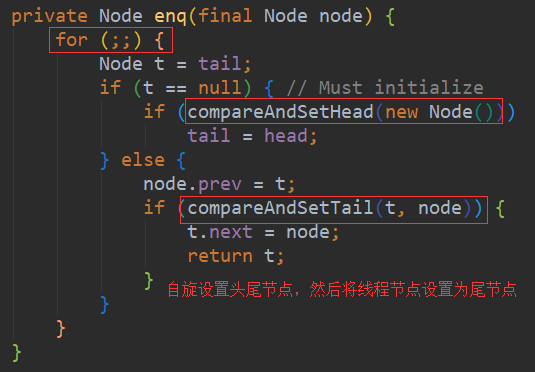 private Node enq(final Node node) {
for (;;) {
Node t = tail;
if (t == null) { // Must initialize
if (compareAndSetHead(new Node()))
tail = head;
} else {
node.prev = t;
if (compareAndSetTail(t, node)) {
t.next = node;
return t;
}
自旋设置头尾节点，然后将线程节点设置为尾节点
}
}
}